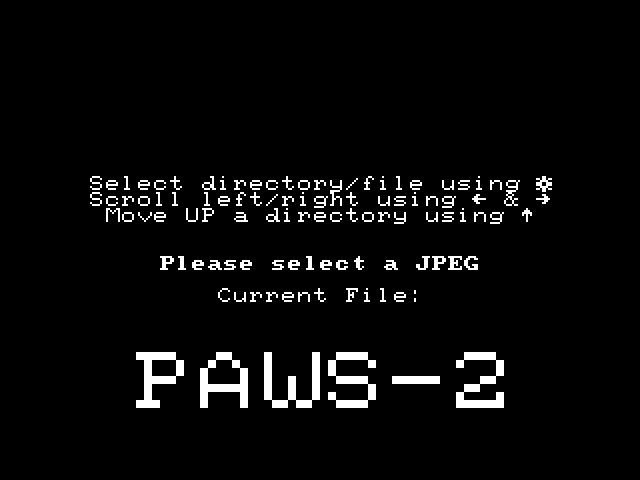 Select directory/file using ☼
Scroll left/right using ← & →
Move UP a directory using ↑
Please select a JPEG
Current File:
PAWS-2